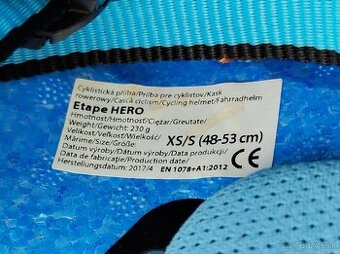 Cyklistická přilba/Prilba pre cyklistov/Kask
rowerowy/Cască ciclism/Cycling helmet/Fahrradhelm
Etape HERO
Hmotnost/Hmotnosť/Ciężar/Greutate/
Weight/Gewicht: 230 g
Velikost/Veľkosť/Wielkość/
Mărime/Size/Größe: XS/S (48-53 cm)
Datum výroby/Dátum výroby/Data produkcji/
Data de fabricaţie/Production date/
Herstellungsdatum: 2017/4 EN 1078+A1:2012
CE